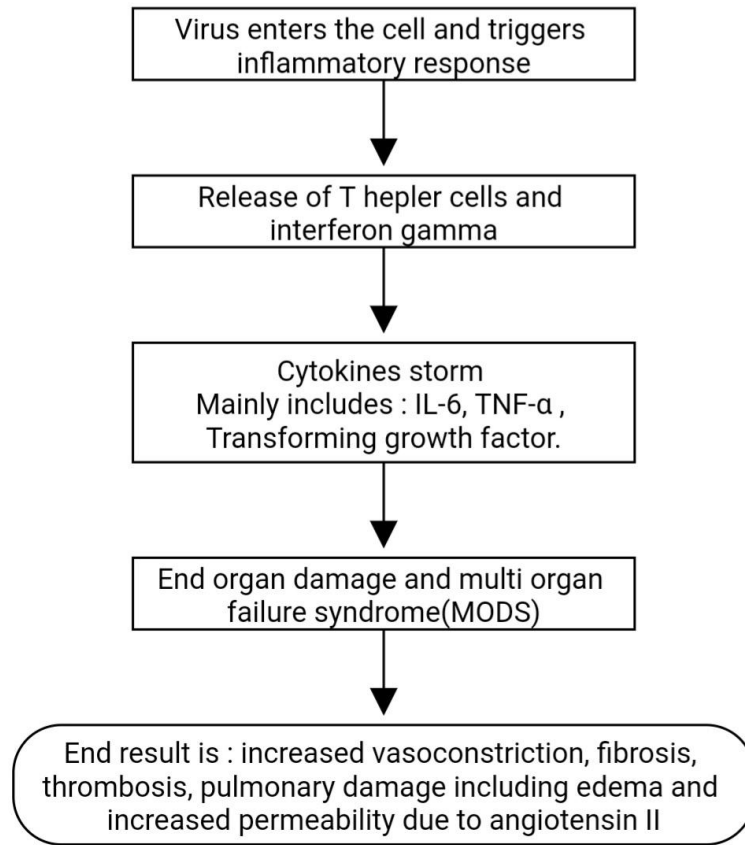 Virus enters the cell and triggers
inflammatory response
Release of T hepler cells and
interferon gamma
Cytokines storm
Mainly includes : IL-6, TNF-α ,
Transforming growth factor.
End organ damage and multi organ
failure syndrome(MODS)
End result is : increased vasoconstriction, fibrosis,
thrombosis, pulmonary damage including edema and
increased permeability due to angiotensin II